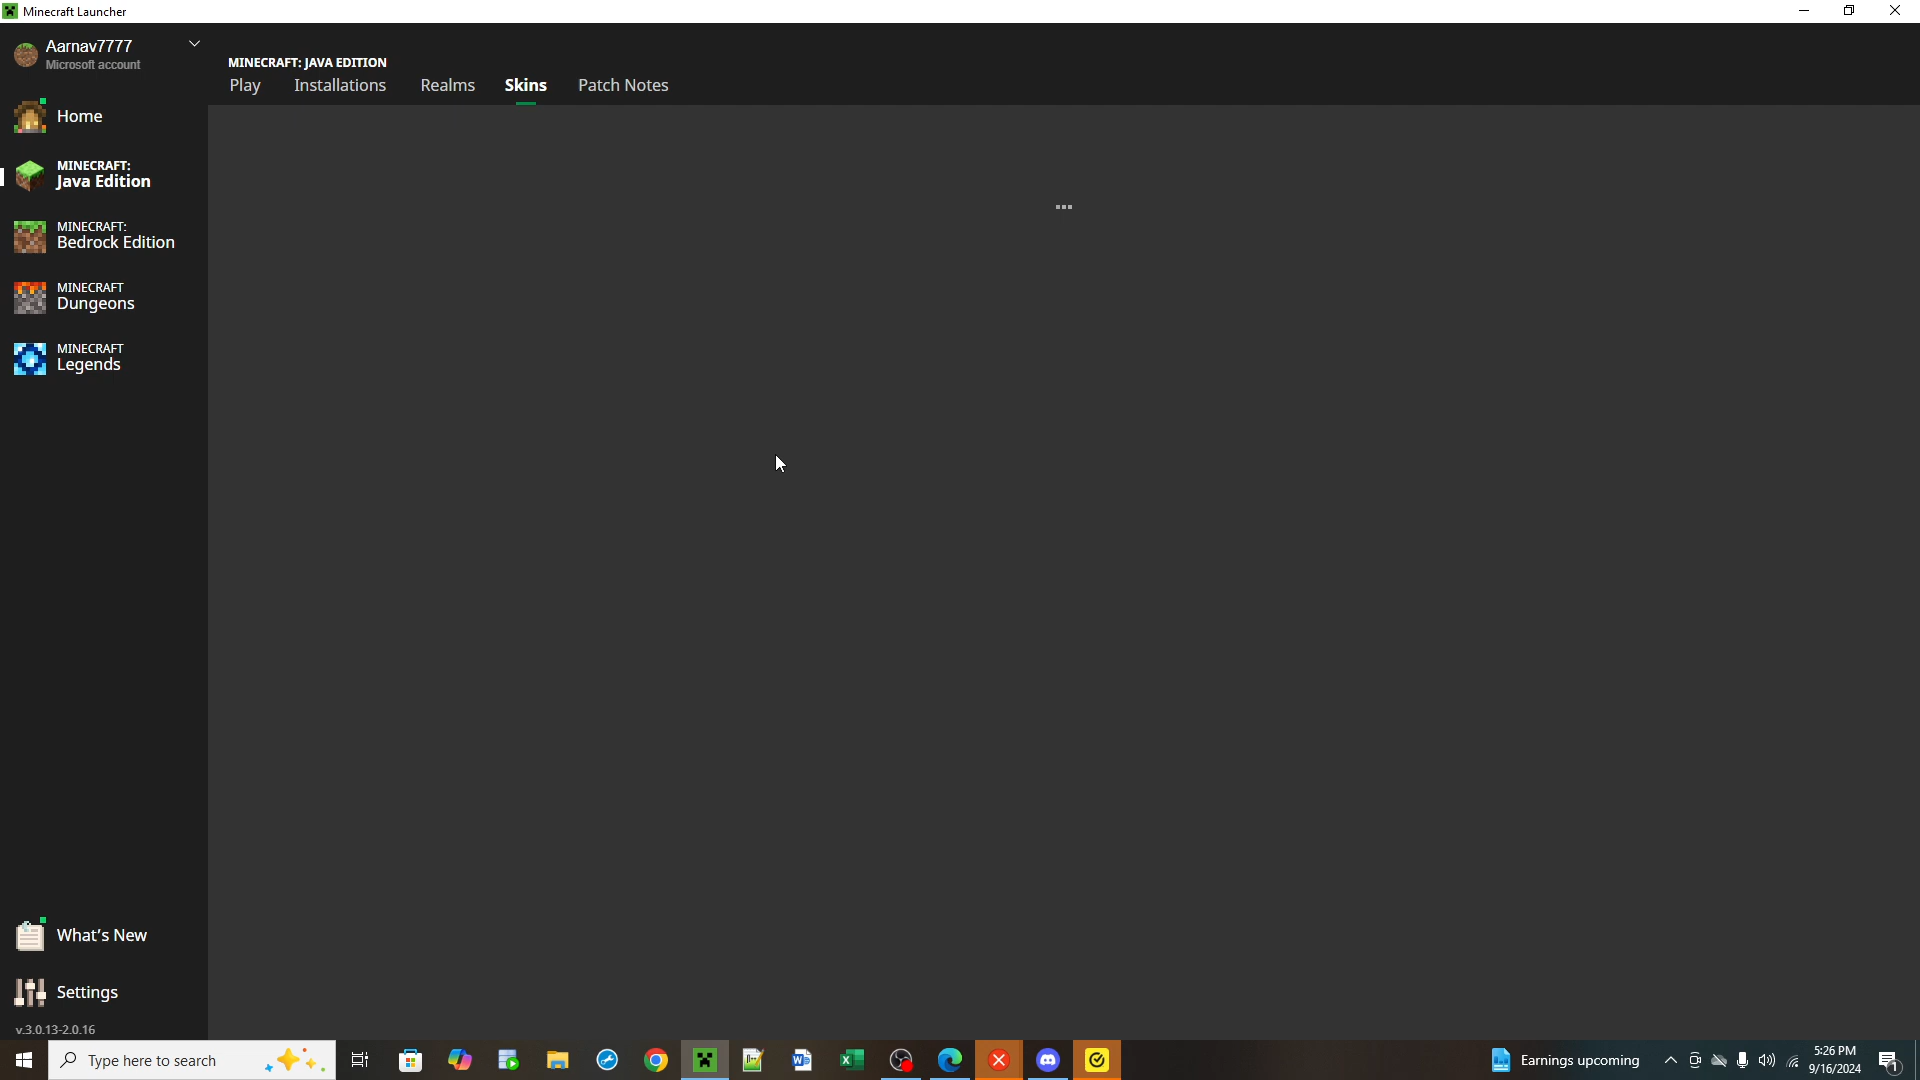 Minecraft Launcher
Aarnav7777
Microsoft account
MINECRAFT: JAVA EDITION
Play Installations Realms Skins Patch Notes
Home
MINECRAFT:
Java Edition
MINECRAFT:
Bedrock Edition
MINECRAFT
Dungeons
MINECRAFT
Legends
What's New
Settings
v.3.0.13-2.0.16
Type here to search
Earnings upcoming
5:26 PM
9/16/2024
1